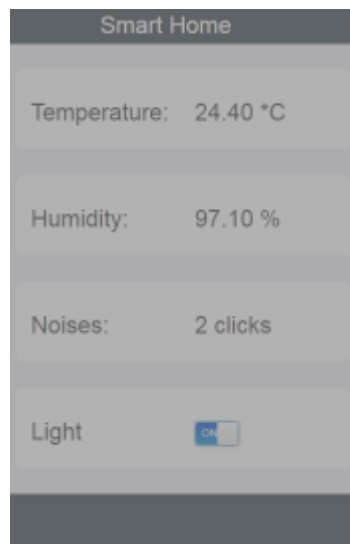 Smart Home
Temperature: 24.40 *C
Humidity: 97.10 %
Noises: 2 clicks
Light ON